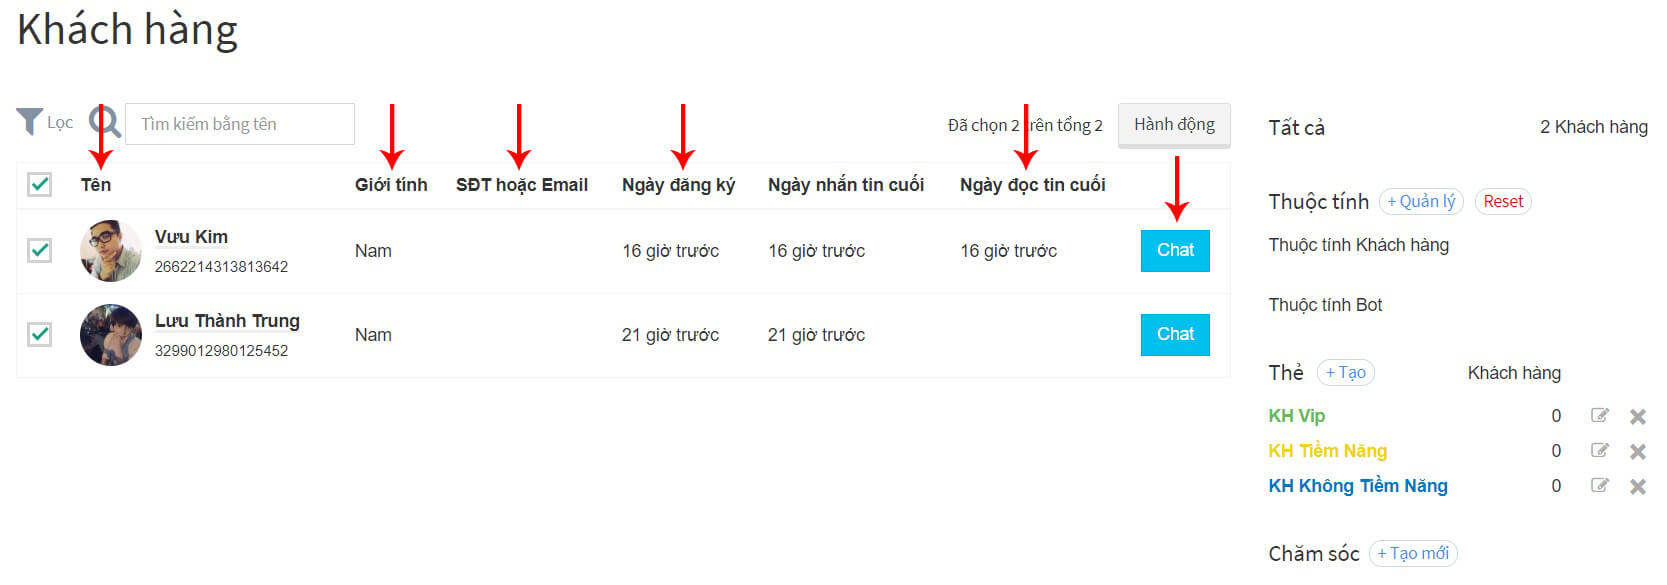 Khách hàng
Lọc Tìm kiếm bằng tên Đã chọn 2 trên tổng 2 Hành động
Tên Giới tính SĐT hoặc Email Ngày đăng ký Ngày nhắn tin cuối Ngày đọc tin cuối
Vưu Kim
2662214313813642
Nam 16 giờ trước 16 giờ trước 16 giờ trước Chat
Lưu Thành Trung
3299012980125452
Nam 21 giờ trước 21 giờ trước Chat
Tất cả 2 Khách hàng
Thuộc tính + Quản lý Reset
Thuộc tính Khách hàng
Thuộc tính Bot
Thẻ + Tạo Khách hàng
KH Vip 0
KH Tiềm Năng 0
KH Không Tiềm Năng 0
Chăm sóc + Tạo mới